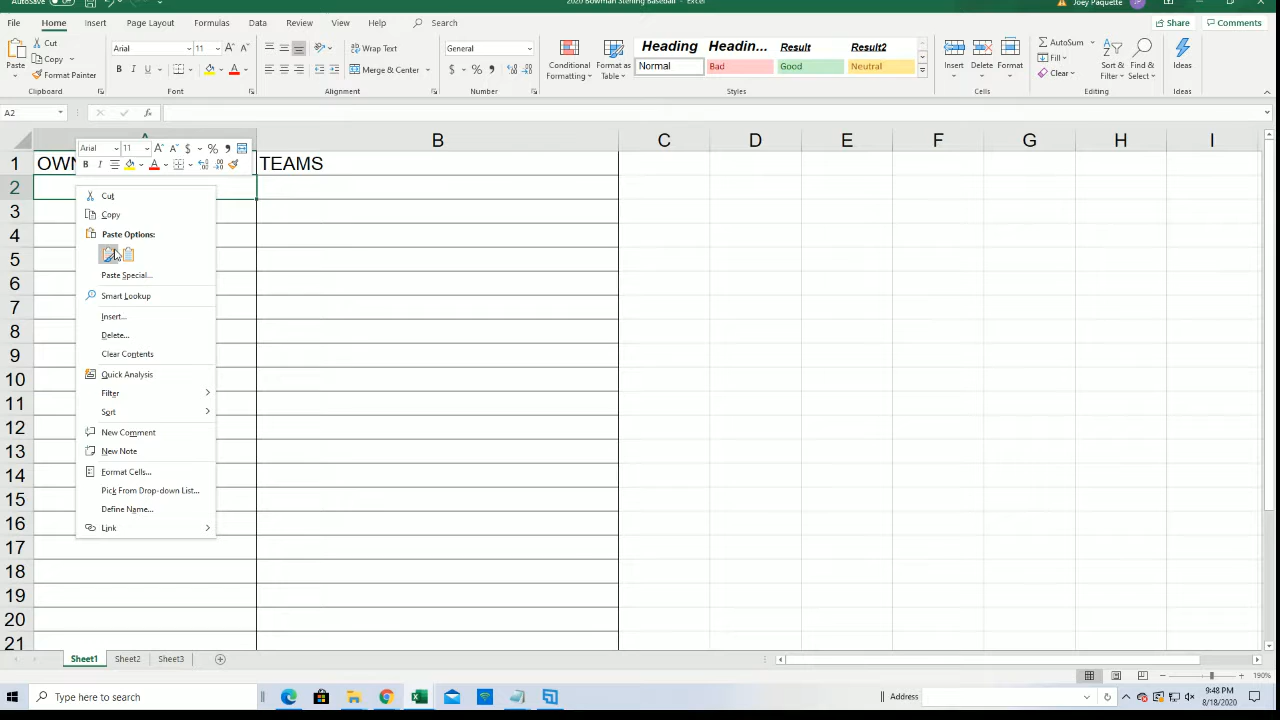 AutoSave
2020 Bowman Sterling Baseball - Excel
Joey Paquette
File Home Insert Page Layout Formulas Data Review View Help Search
Share Comments
Paste
Cut
Copy
Format Painter
Clipboard
Arial 11
B I U
Font
Wrap Text
Merge & Center
Alignment
General
$ % ,
Number
Conditional Formatting
Format as Table
Heading Headin... Result Result2
Normal Bad Good Neutral
Styles
Insert Delete Format
Cells
AutoSum
Fill
Clear
Sort & Filter
Find & Select
Editing
Ideas
Ideas
A2
fx
A B C D E F G H I
Arial 11 $ % ,
B I
1 OWN TEAMS
2
3
4
5
6
7
8
9
10
11
12
13
14
15
16
17
18
19
20
21
Cut
Copy
Paste Options:
Paste Special...
Smart Lookup
Insert...
Delete...
Clear Contents
Quick Analysis
Filter
Sort
New Comment
New Note
Format Cells...
Pick From Drop-down List...
Define Name...
Link
Sheet1 Sheet2 Sheet3
190%
Type here to search
Address
9:48 PM
8/18/2020